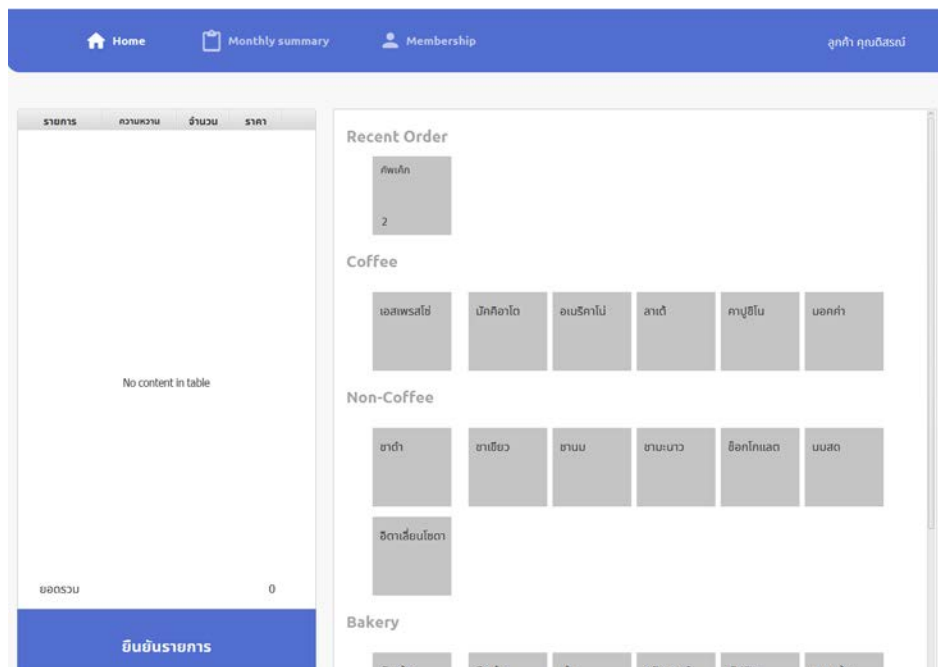 Home Monthly summary Membership ลูกค้า คุณดิสรณ์
รายการ ความหวาน จำนวน ราคา
No content in table
ยอดรวม 0
ยืนยันรายการ
Recent Order
คัพเค้ก
2
Coffee
เอสเพรสโซ่ มัคคิอาโต อเมริคาโน่ ลาเต้ คาปูชิโน มอคค่า
Non-Coffee
ชาดำ ชาเขียว ชานม ชามะนาว ช็อกโกแลต นมสด
อิตาเลี่ยนโซดา
Bakery